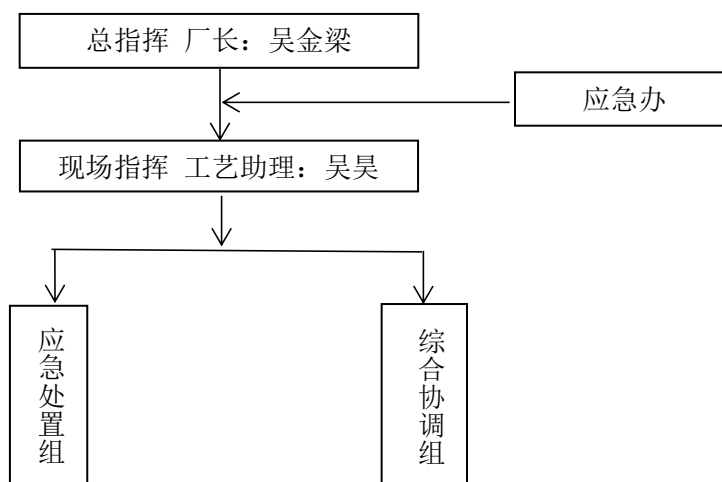 总指挥 厂长：吴金梁
应急办
现场指挥 工艺助理：吴昊
应急处置组
综合协调组